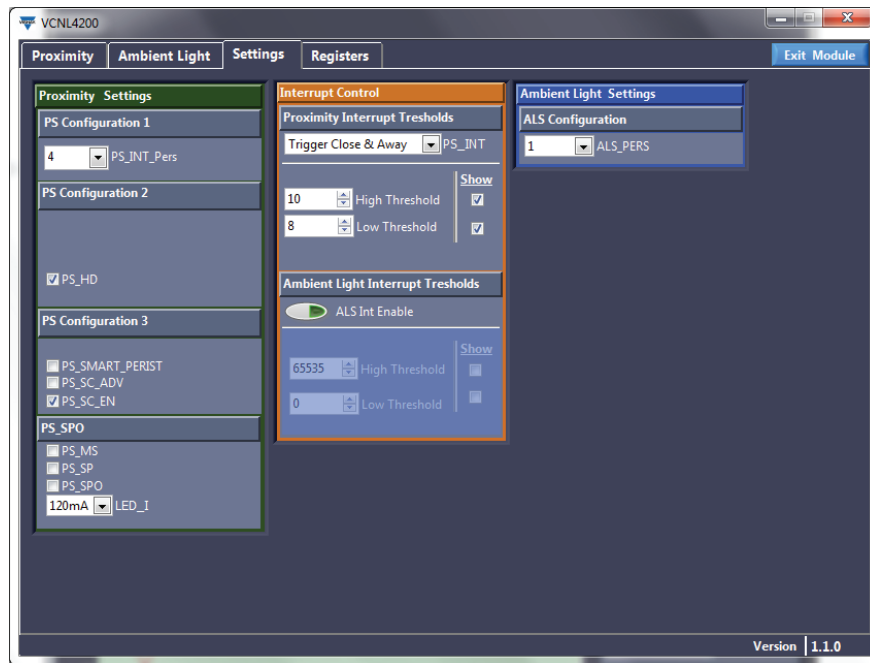 VCNL4200
Proximity Ambient Light Settings Registers Exit Module
Proximity Settings
PS Configuration 1
4 PS_INT_Pers
PS Configuration 2
PS_HD
PS Configuration 3
PS_SMART_PERIST
PS_SC_ADV
PS_SC_EN
PS_SPO
PS_MS
PS_SP
PS_SPO
120mA LED_I
Interrupt Control
Proximity Interrupt Tresholds
Trigger Close & Away PS_INT
Show
10 High Threshold
8 Low Threshold
Ambient Light Interrupt Tresholds
ALS Int Enable
Show
65535 High Threshold
0 Low Threshold
Ambient Light Settings
ALS Configuration
1 ALS_PERS
Version 1.1.0